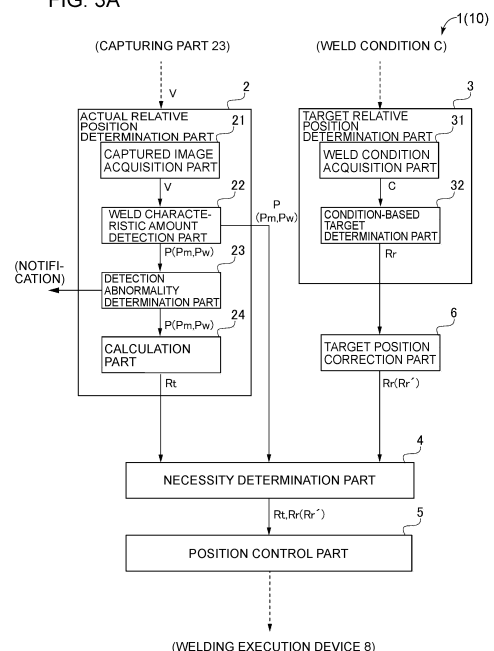 FIG. 3A
1(10)
(CAPTURING PART 23)
(WELD CONDITION C)
V
2
3
ACTUAL RELATIVE
POSITION
DETERMINATION PART
21
CAPTURED IMAGE
ACQUISITION PART
V
22
WELD CHARACTE-
RISTIC AMOUNT
DETECTION PART
P
(Pm,Pw)
P(Pm,Pw)
23
(NOTIFI-
CATION)
DETECTION
ABNORMALITY
DETERMINATION PART
P(Pm,Pw)
24
CALCULATION
PART
Rt
TARGET RELATIVE
POSITION
DETERMINATION PART
31
WELD CONDITION
ACQUISITION PART
C
32
CONDITION-BASED
TARGET
DETERMINATION PART
Rr
6
TARGET POSITION
CORRECTION PART
Rr(Rr´)
4
NECESSITY DETERMINATION PART
Rt,Rr(Rr´)
5
POSITION CONTROL PART
(WELDING EXECUTION DEVICE 8)